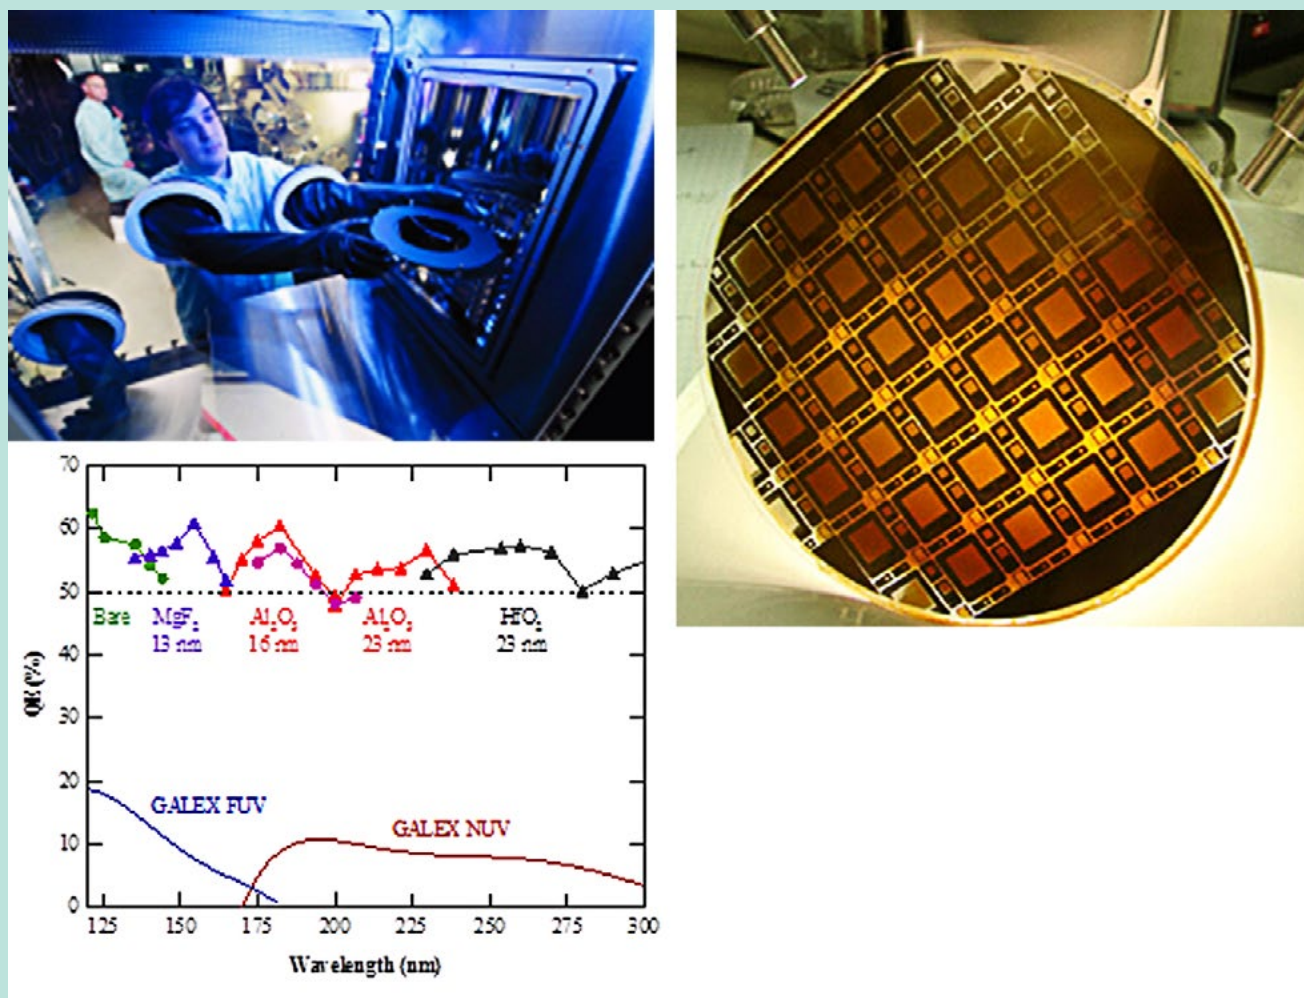 70
60
50
40
30
20
10
0
QE (%)
Bare
MgF₂
13 nm
Al₂O₃
16 nm
Al₂O₃
23 nm
HfO₂
23 nm
GALEX FUV
GALEX NUV
125 150 175 200 225 250 275 300
Wavelength (nm)